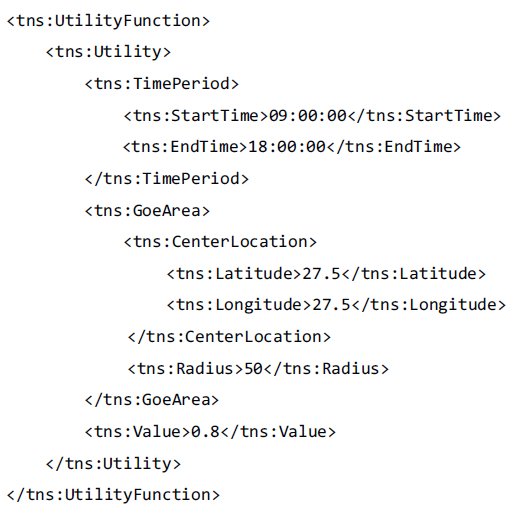 <tns:UtilityFunction>
<tns:Utility>
<tns:TimePeriod>
<tns:StartTime>09:00:00</tns:StartTime>
<tns:EndTime>18:00:00</tns:EndTime>
</tns:TimePeriod>
<tns:GoeArea>
<tns:CenterLocation>
<tns:Latitude>27.5</tns:Latitude>
<tns:Longitude>27.5</tns:Longitude>
</tns:CenterLocation>
<tns:Radius>50</tns:Radius>
</tns:GoeArea>
<tns:Value>0.8</tns:Value>
</tns:Utility>
</tns:UtilityFunction>